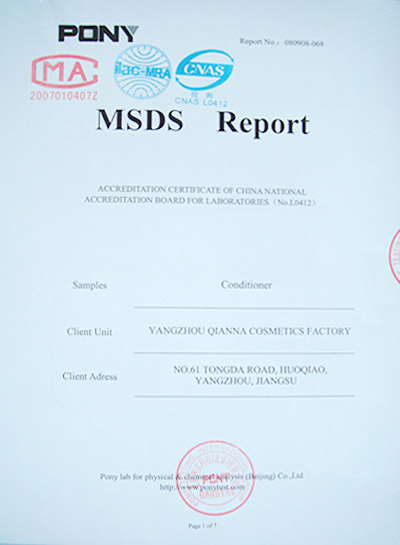 PONY
Report No.: 080908-068
MA
2007010407Z
ilac-MRA
CNAS
检测
CNAS L0412
MSDS Report
ACCREDITATION CERTIFICATE OF CHINA NATIONAL
ACCREDITATION BOARD FOR LABORATORIES (No.L0412)
Samples Conditioner
Client Unit YANGZHOU QIANNA COSMETICS FACTORY
Client Adress NO.61 TONGDA ROAD, HUOQIAO,
YANGZHOU, JIANGSU
PONY
Pony lab for physical & chemical analysis (Beijing) Co.,Ltd
http://www.ponytest.com
Page 1 of 7